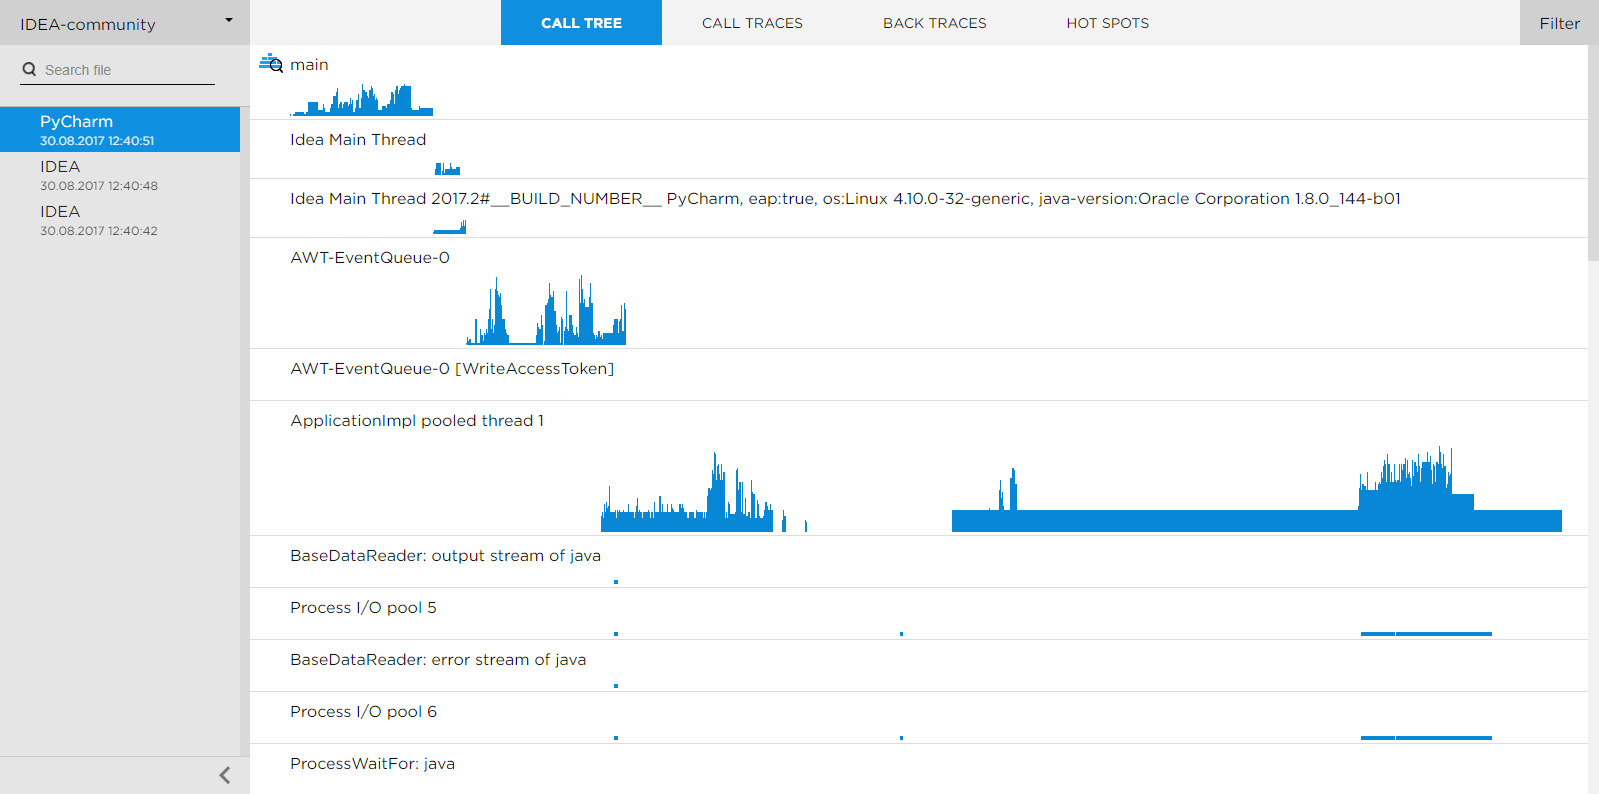 IDEA-community
CALL TREE
CALL TRACES
BACK TRACES
HOT SPOTS
Filter
Search file
PyCharm
30.08.2017 12:40:51
IDEA
30.08.2017 12:40:48
IDEA
30.08.2017 12:40:42
main
Idea Main Thread
Idea Main Thread 2017.2#__BUILD_NUMBER__ PyCharm, eap:true, os:Linux 4.10.0-32-generic, java-version:Oracle Corporation 1.8.0_144-b01
AWT-EventQueue-0
AWT-EventQueue-0 [WriteAccessToken]
ApplicationImpl pooled thread 1
BaseDataReader: output stream of java
Process I/O pool 5
BaseDataReader: error stream of java
Process I/O pool 6
ProcessWaitFor: java